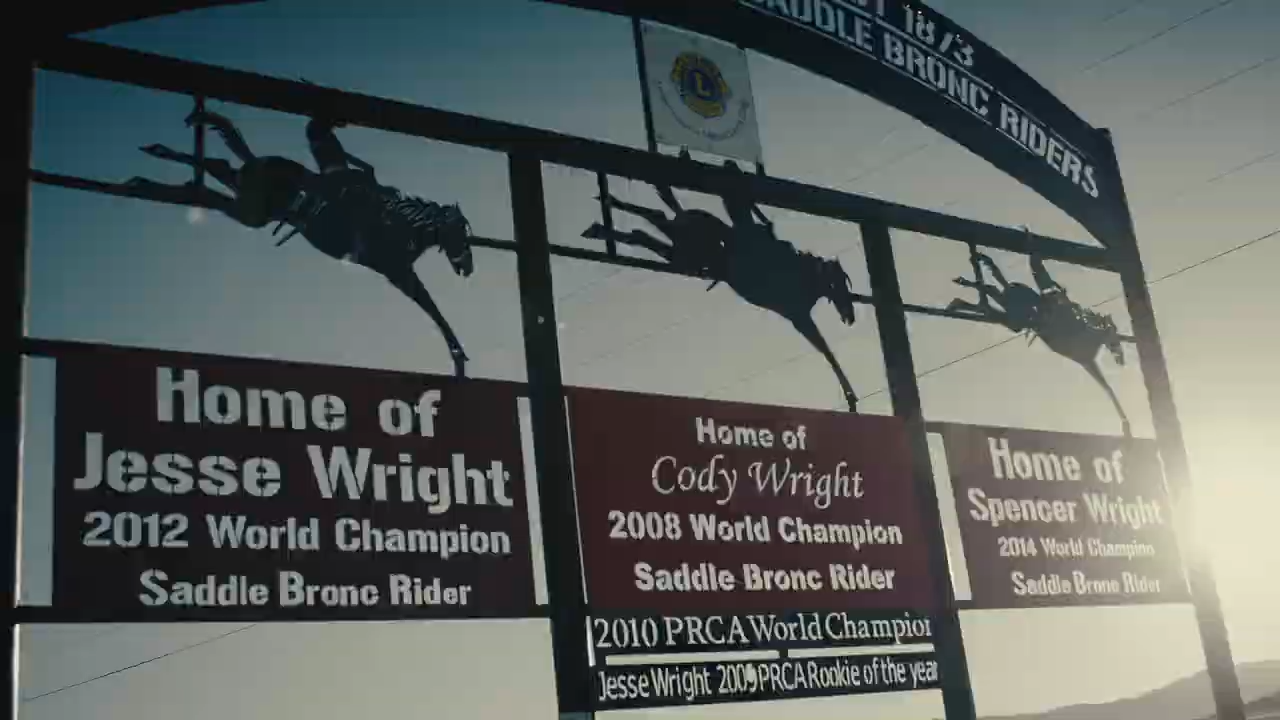 1873
SADDLE BRONC RIDERS
L
Home of
Jesse Wright
2012 World Champion
Saddle Bronc Rider
Home of
Cody Wright
2008 World Champion
Saddle Bronc Rider
2010 PRCA World Champion
Jesse Wright 2009 PRCA Rookie of the year
Home of
Spencer Wright
2014 World Champion
Saddle Bronc Rider